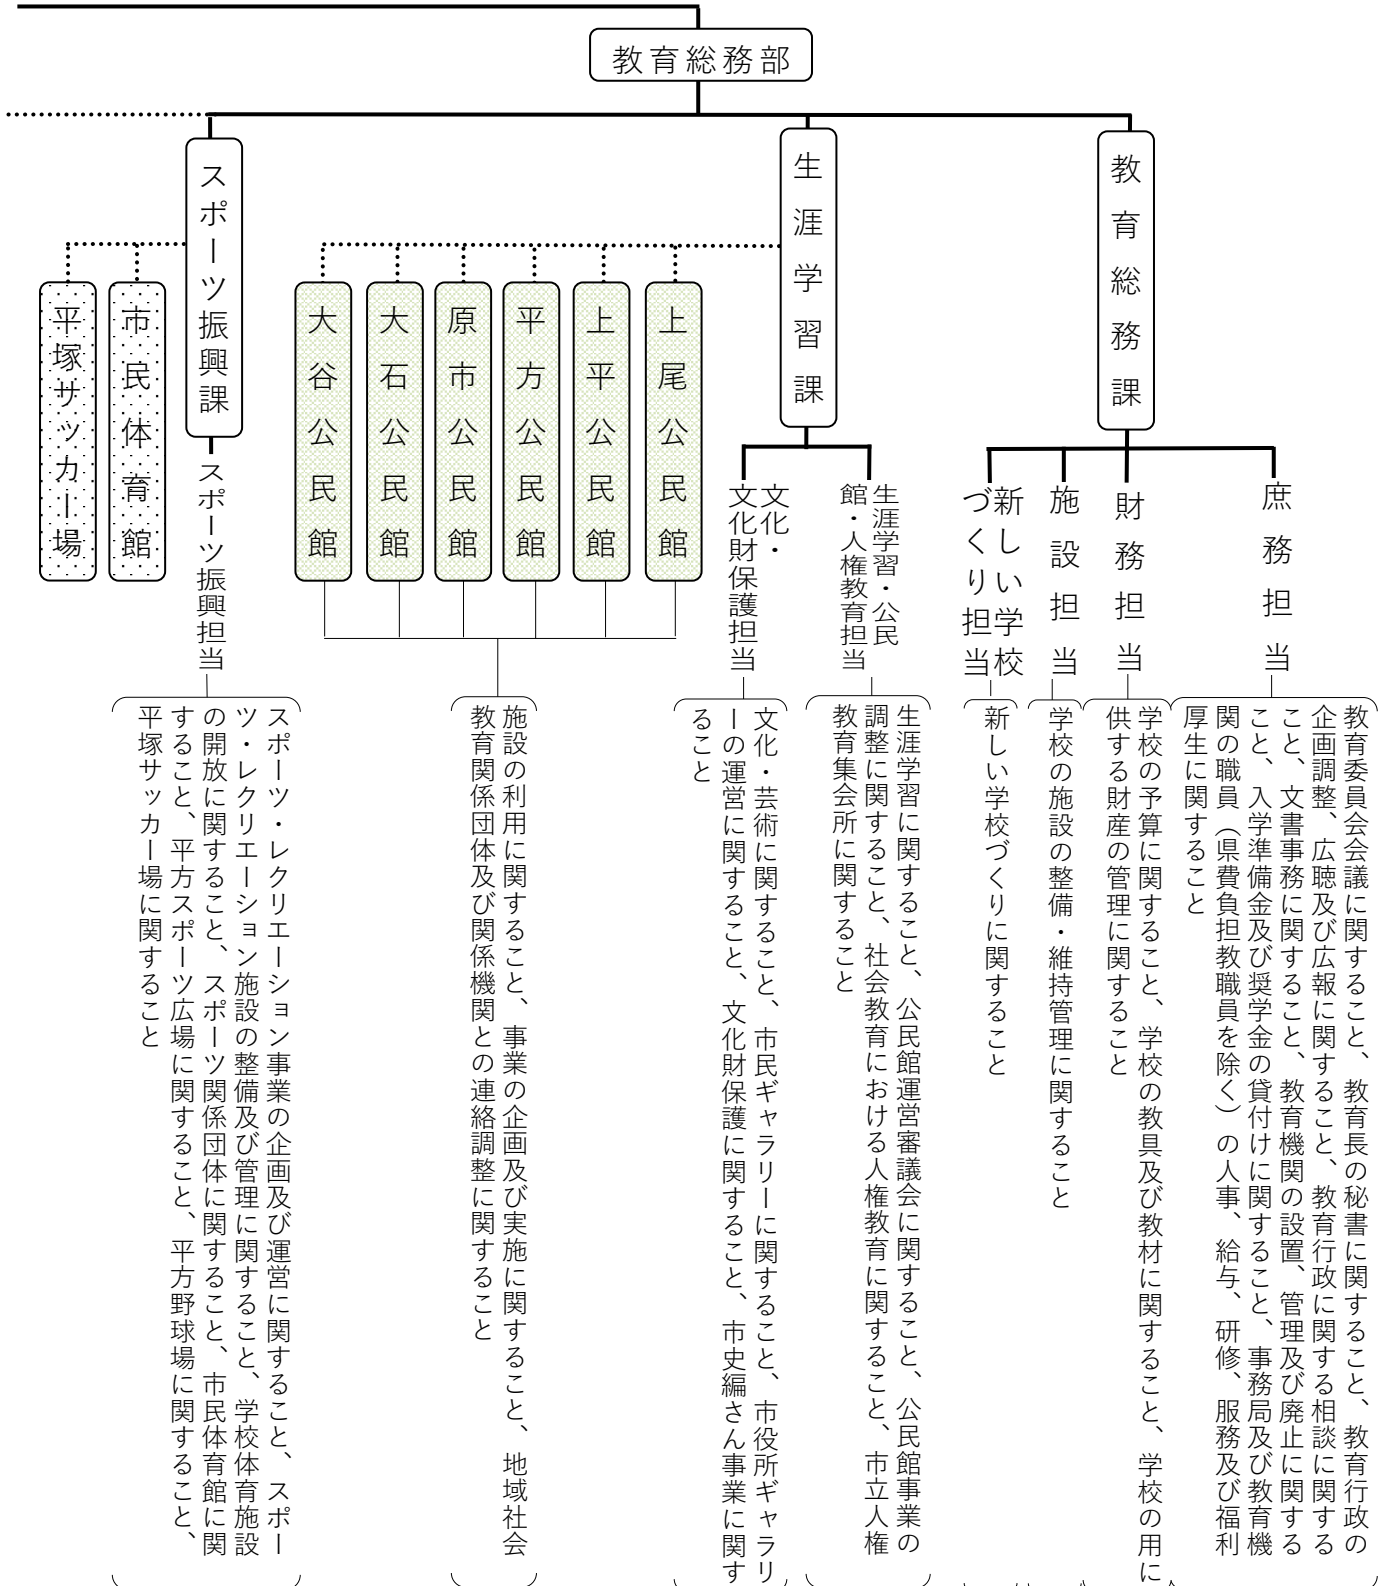 教育総務部
教育総務課
庶務担当
教育委員会会議に関すること、教育長の秘書に関すること、教育行政の
企画調整、広聴及び広報に関すること、教育行政に関する相談に関する
こと、文書事務に関すること、教育機関の設置、管理及び廃止に関する
こと、入学準備金及び奨学金の貸付けに関すること、事務局及び教育機
関の職員（県費負担教職員を除く）の人事、給与、研修、服務及び福利
厚生に関すること
財務担当
学校の予算に関すること、学校の教具及び教材に関すること、学校の用に
供する財産の管理に関すること
施設担当
学校の施設の整備・維持管理に関すること
新しい学校
づくり担当
新しい学校づくりに関すること
生涯学習課
生涯学習・公民
館・人権教育担当
生涯学習に関すること、公民館運営審議会に関すること、公民館事業の
調整に関すること、社会教育における人権教育に関すること、市立人権
教育集会所に関すること
文化・
文化財保護担当
文化・芸術に関すること、市民ギャラリーに関すること、市役所ギャラリ
ーの運営に関すること、文化財保護に関すること、市史編さん事業に関す
ること
上尾公民館
上平公民館
平方公民館
原市公民館
大石公民館
大谷公民館
施設の利用に関すること、事業の企画及び実施に関すること、地域社会
教育関係団体及び関係機関との連絡調整に関すること
スポーツ振興課
スポーツ振興担当
スポーツ・レクリエーション事業の企画及び運営に関すること、スポー
ツ・レクリエーション施設の整備及び管理に関すること、学校体育施設
の開放に関すること、スポーツ関係団体に関すること、市民体育館に関
すること、平方スポーツ広場に関すること、平方野球場に関すること、
平塚サッカー場に関すること
市民体育館
平塚サッカー場